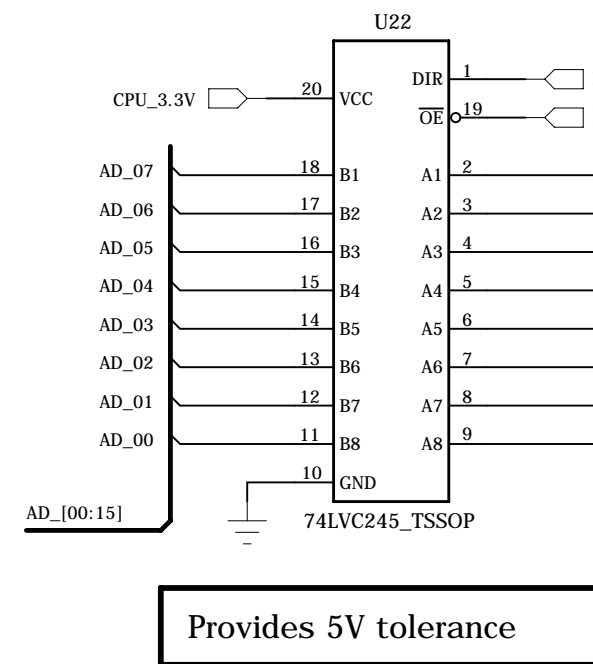 U22
DIR 1
CPU_3.3V 20 VCC
OE 19
AD_07 18 B1 A1 2
AD_06 17 B2 A2 3
AD_05 16 B3 A3 4
AD_04 15 B4 A4 5
AD_03 14 B5 A5 6
AD_02 13 B6 A6 7
AD_01 12 B7 A7 8
AD_00 11 B8 A8 9
10 GND
AD_[00:15]
74LVC245_TSSOP
Provides 5V tolerance